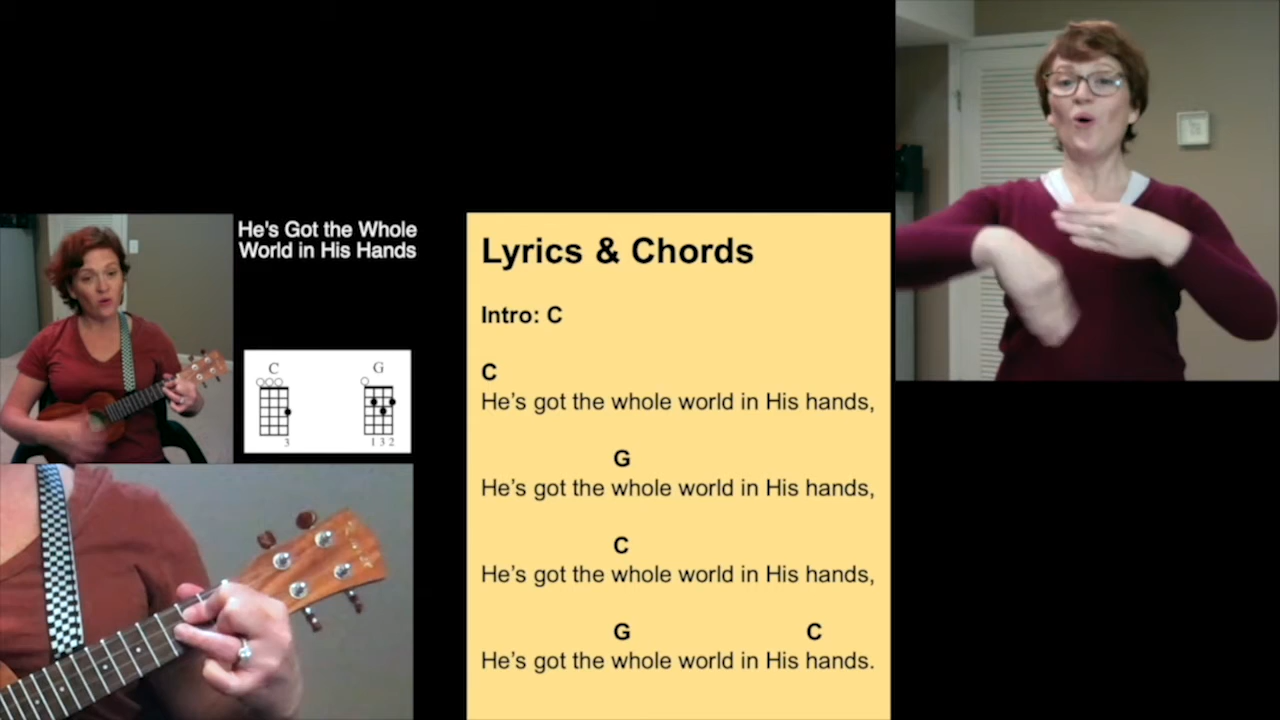 He's Got the Whole
World in His Hands
C
G
3
1 3 2
Lyrics & Chords
Intro: C
C
He's got the whole world in His hands,
G
He's got the whole world in His hands,
C
He's got the whole world in His hands,
G C
He's got the whole world in His hands.